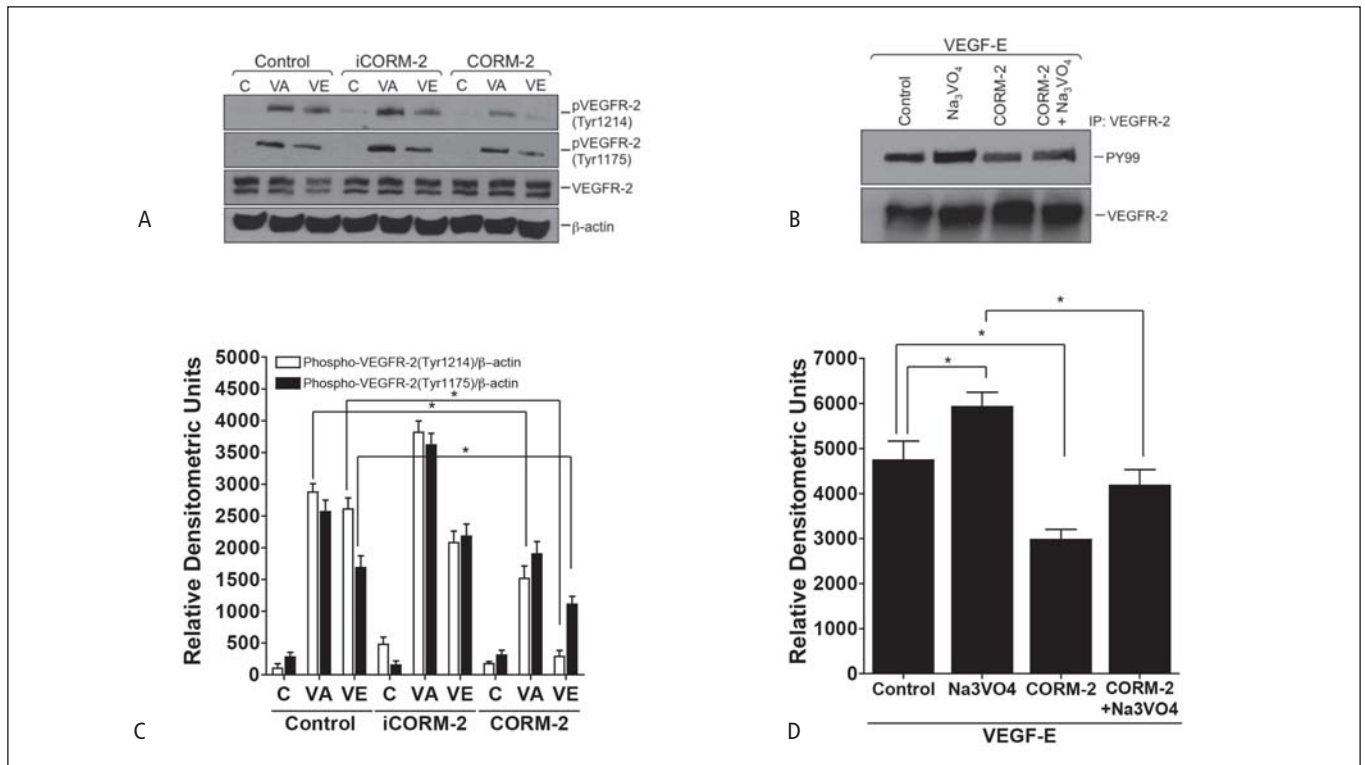 Control iCORM-2 CORM-2
C VA VE C VA VE C VA VE
pVEGFR-2
(Tyr1214)
pVEGFR-2
(Tyr1175)
VEGFR-2
β-actin
A
VEGF-E
Control
Na₃VO₄
CORM-2
CORM-2
+ Na₃VO₄
IP: VEGFR-2
PY99
VEGFR-2
B
Relative Densitometric Units
5000
4500
4000
3500
3000
2500
2000
1500
1000
500
0
Phospho-VEGFR-2(Tyr1214)/β–actin
Phospho-VEGFR-2(Tyr1175)/β-actin
*
*
*
C VA VE C VA VE C VA VE
Control iCORM-2 CORM-2
C
Relative Densitometric Units
7000
6000
5000
4000
3000
2000
1000
0
*
*
*
Control Na3VO4 CORM-2 CORM-2
+Na3VO4
VEGF-E
D